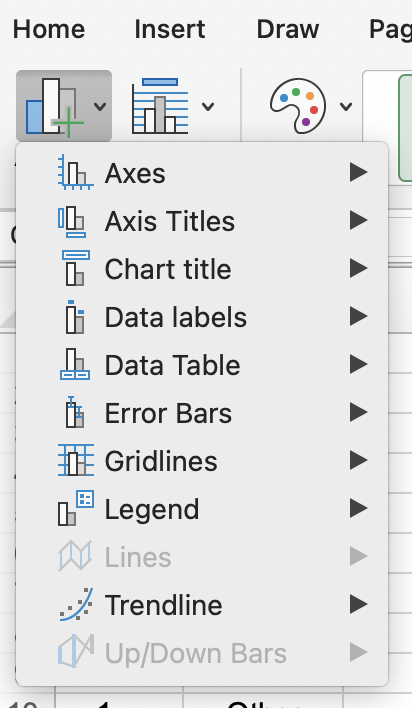 Home Insert Draw Pag
Axes
Axis Titles
Chart title
Data labels
Data Table
Error Bars
Gridlines
Legend
Lines
Trendline
Up/Down Bars